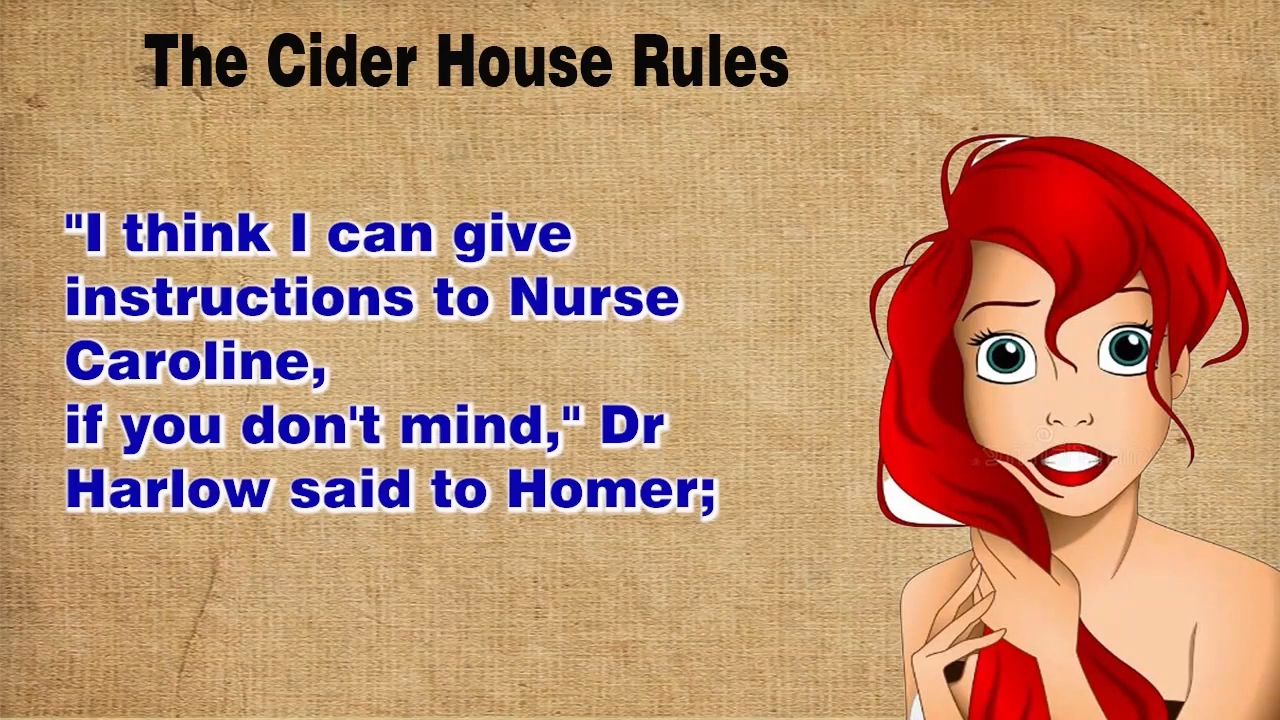 The Cider House Rules
"I think I can give
instructions to Nurse
Caroline,
if you don't mind," Dr
Harlow said to Homer;